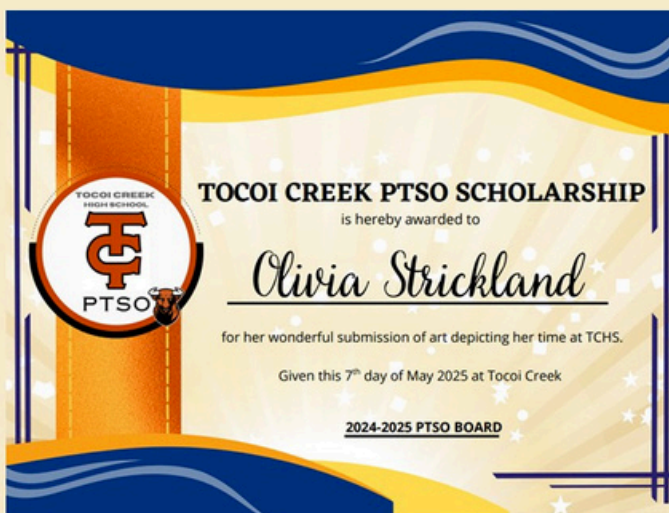 TOCOI CREEK
HIGH SCHOOL
TC
PTSO
TOCOI CREEK PTSO SCHOLARSHIP
is hereby awarded to
Olivia Strickland
for her wonderful submission of art depicting her time at TCHS.
Given this 7th day of May 2025 at Tocoi Creek
2024-2025 PTSO BOARD